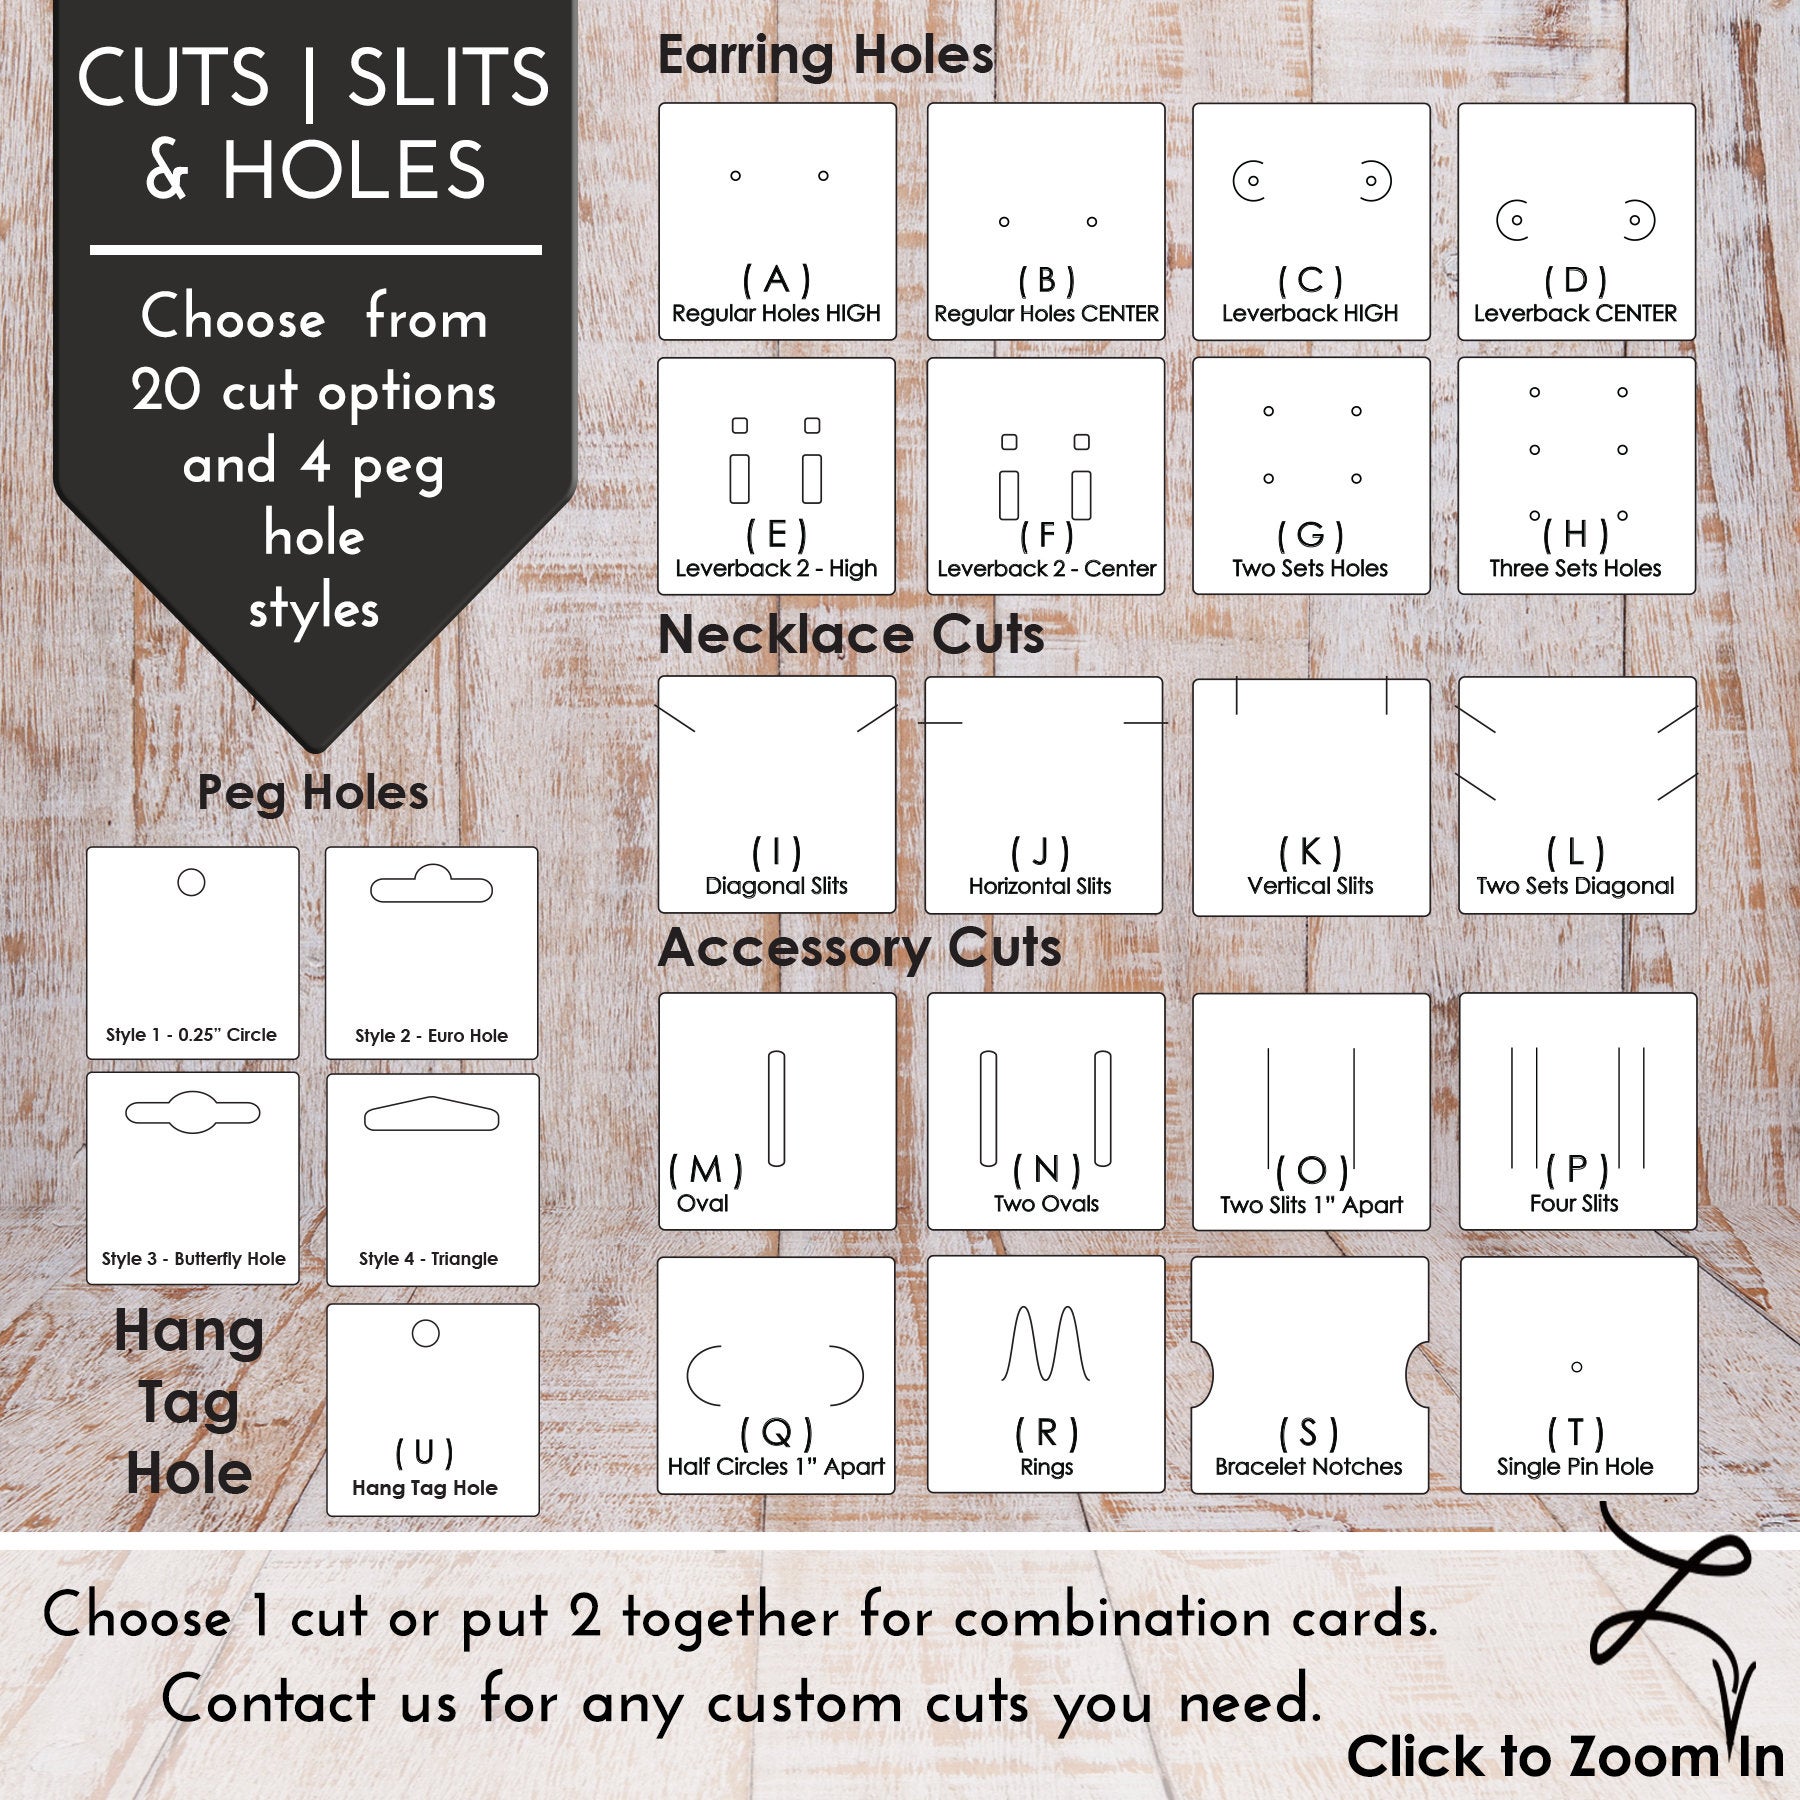 CUTS | SLITS
& HOLES
Choose from
20 cut options
and 4 peg
hole
styles
Peg Holes
Style 1 - 0.25” Circle
Style 2 - Euro Hole
Style 3 - Butterfly Hole
Style 4 - Triangle
Hang
Tag
Hole
( U )
Hang Tag Hole
Earring Holes
( A )
Regular Holes HIGH
( B )
Regular Holes CENTER
( C )
Leverback HIGH
( D )
Leverback CENTER
( E )
Leverback 2 - High
( F )
Leverback 2 - Center
( G )
Two Sets Holes
( H )
Three Sets Holes
Necklace Cuts
( I )
Diagonal Slits
( J )
Horizontal Slits
( K )
Vertical Slits
( L )
Two Sets Diagonal
Accessory Cuts
( M )
Oval
( N )
Two Ovals
( O )
Two Slits 1” Apart
( P )
Four Slits
( Q )
Half Circles 1” Apart
( R )
Rings
( S )
Bracelet Notches
( T )
Single Pin Hole
Choose 1 cut or put 2 together for combination cards.
Contact us for any custom cuts you need.
Click to Zoom In